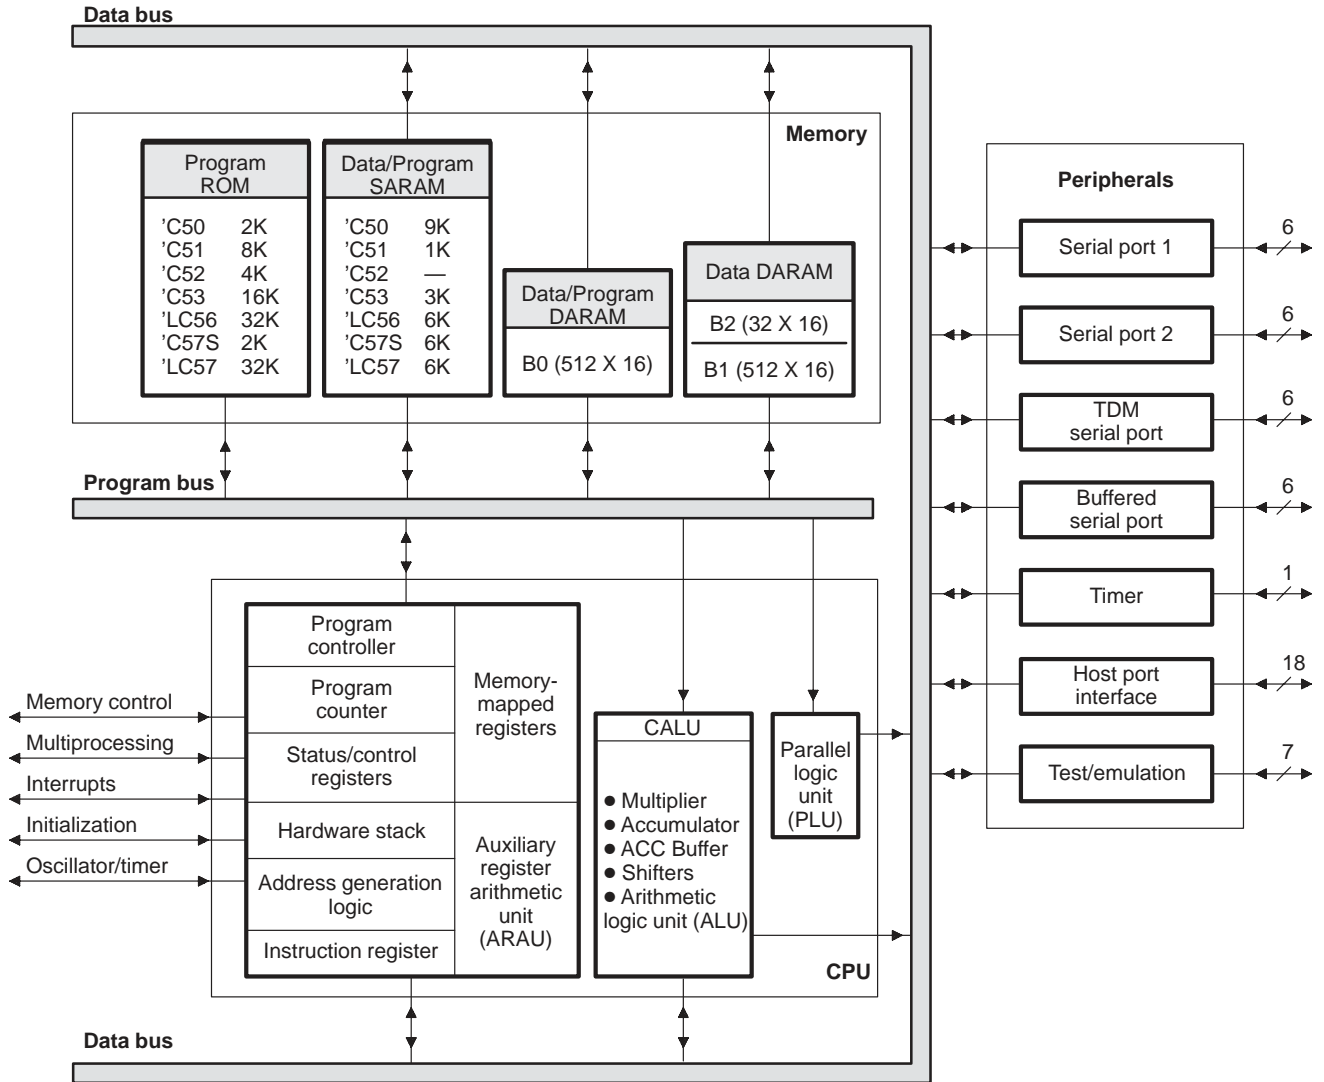 Data bus
Memory
Program
ROM
’C50 2K
’C51 8K
’C52 4K
’C53 16K
’LC56 32K
’C57S 2K
’LC57 32K
Data/Program
SARAM
’C50 9K
’C51 1K
’C52 —
’C53 3K
’LC56 6K
’C57S 6K
’LC57 6K
Data/Program
DARAM
B0 (512 X 16)
Data DARAM
B2 (32 X 16)
B1 (512 X 16)
Program bus
Peripherals
Serial port 1
6
Serial port 2
6
TDM
serial port
6
Buffered
serial port
6
Timer
1
Host port
interface
18
Test/emulation
7
Memory control
Multiprocessing
Interrupts
Initialization
Oscillator/timer
Program
controller
Program
counter
Status/control
registers
Hardware stack
Address generation
logic
Instruction register
Memory-
mapped
registers
Auxiliary
register
arithmetic
unit
(ARAU)
CALU
● Multiplier
● Accumulator
● ACC Buffer
● Shifters
● Arithmetic
logic unit (ALU)
Parallel
logic
unit
(PLU)
CPU
Data bus